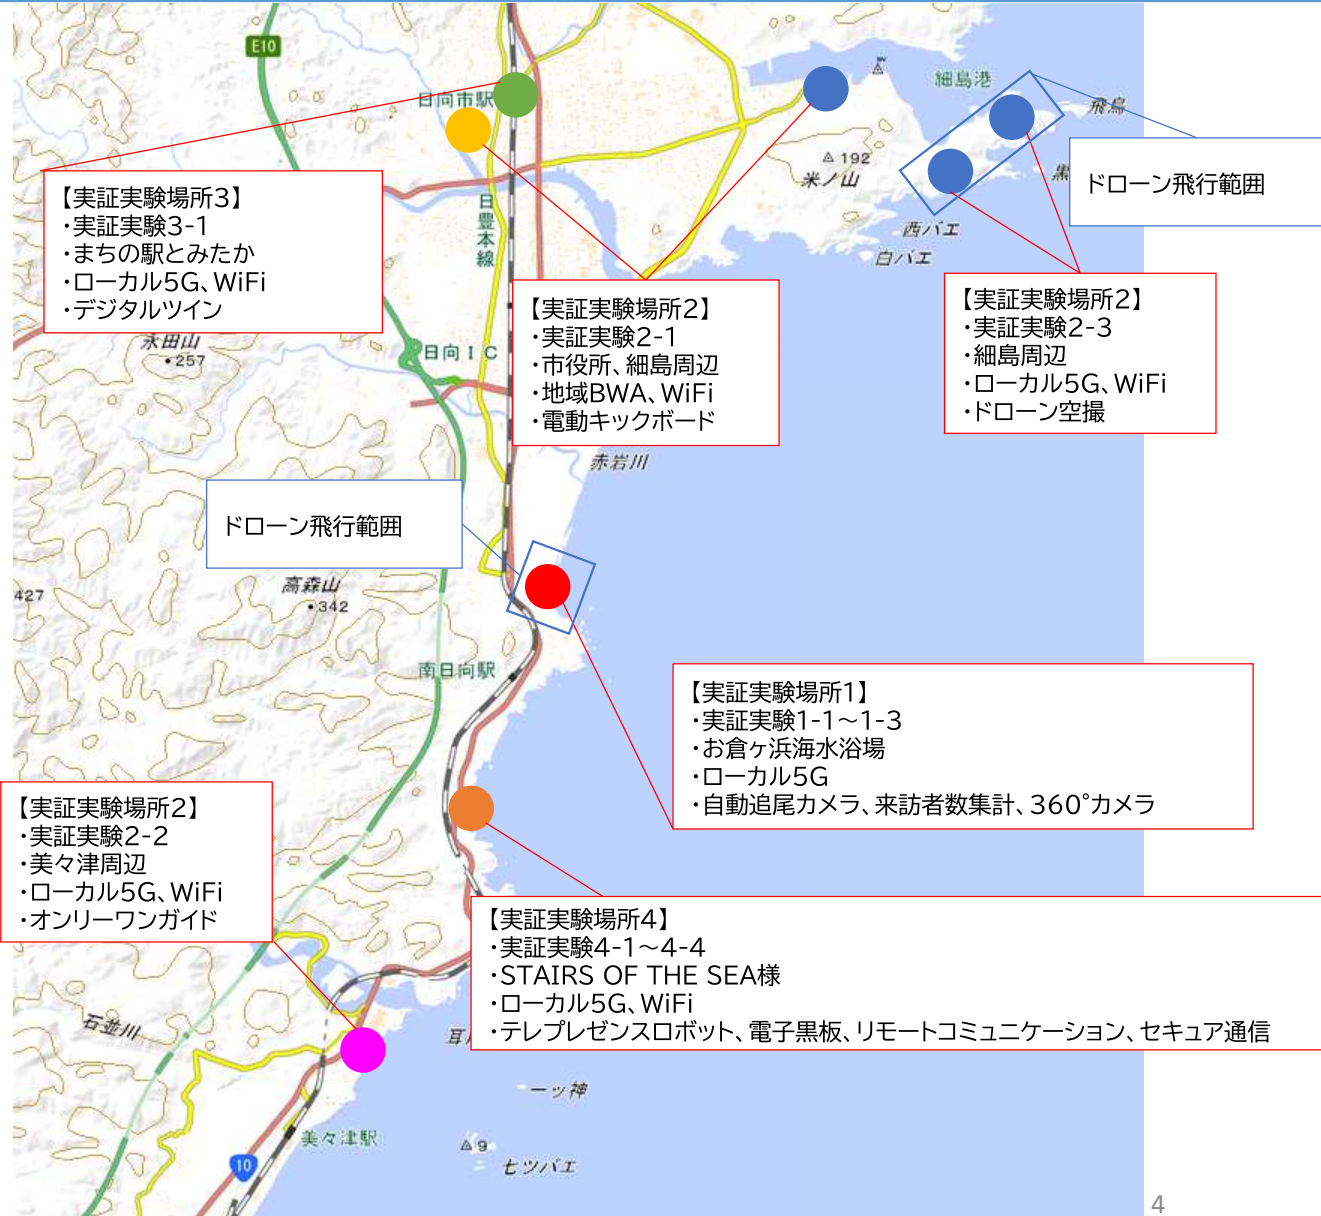 E10
日向市駅
細島港
飛島
192
米ノ山
黒
ドローン飛行範囲
西バエ
白バエ
日豊本線
【実証実験場所3】
・実証実験3-1
・まちの駅とみたか
・ローカル5G、WiFi
・デジタルツイン
【実証実験場所2】
・実証実験2-1
・市役所、細島周辺
・地域BWA、WiFi
・電動キックボード
【実証実験場所2】
・実証実験2-3
・細島周辺
・ローカル5G、WiFi
・ドローン空撮
永田山
・257
日向IC
赤岩川
ドローン飛行範囲
高森山
・342
427
南日向駅
【実証実験場所1】
・実証実験1-1～1-3
・お倉ヶ浜海水浴場
・ローカル5G
・自動追尾カメラ、来訪者数集計、360°カメラ
【実証実験場所2】
・実証実験2-2
・美々津周辺
・ローカル5G、WiFi
・オンリーワンガイド
【実証実験場所4】
・実証実験4-1～4-4
・STAIRS OF THE SEA様
・ローカル5G、WiFi
・テレプレゼンスロボット、電子黒板、リモートコミュニケーション、セキュア通信
石並川
耳
一ッ神
美々津駅
9
七ツバエ
10
4